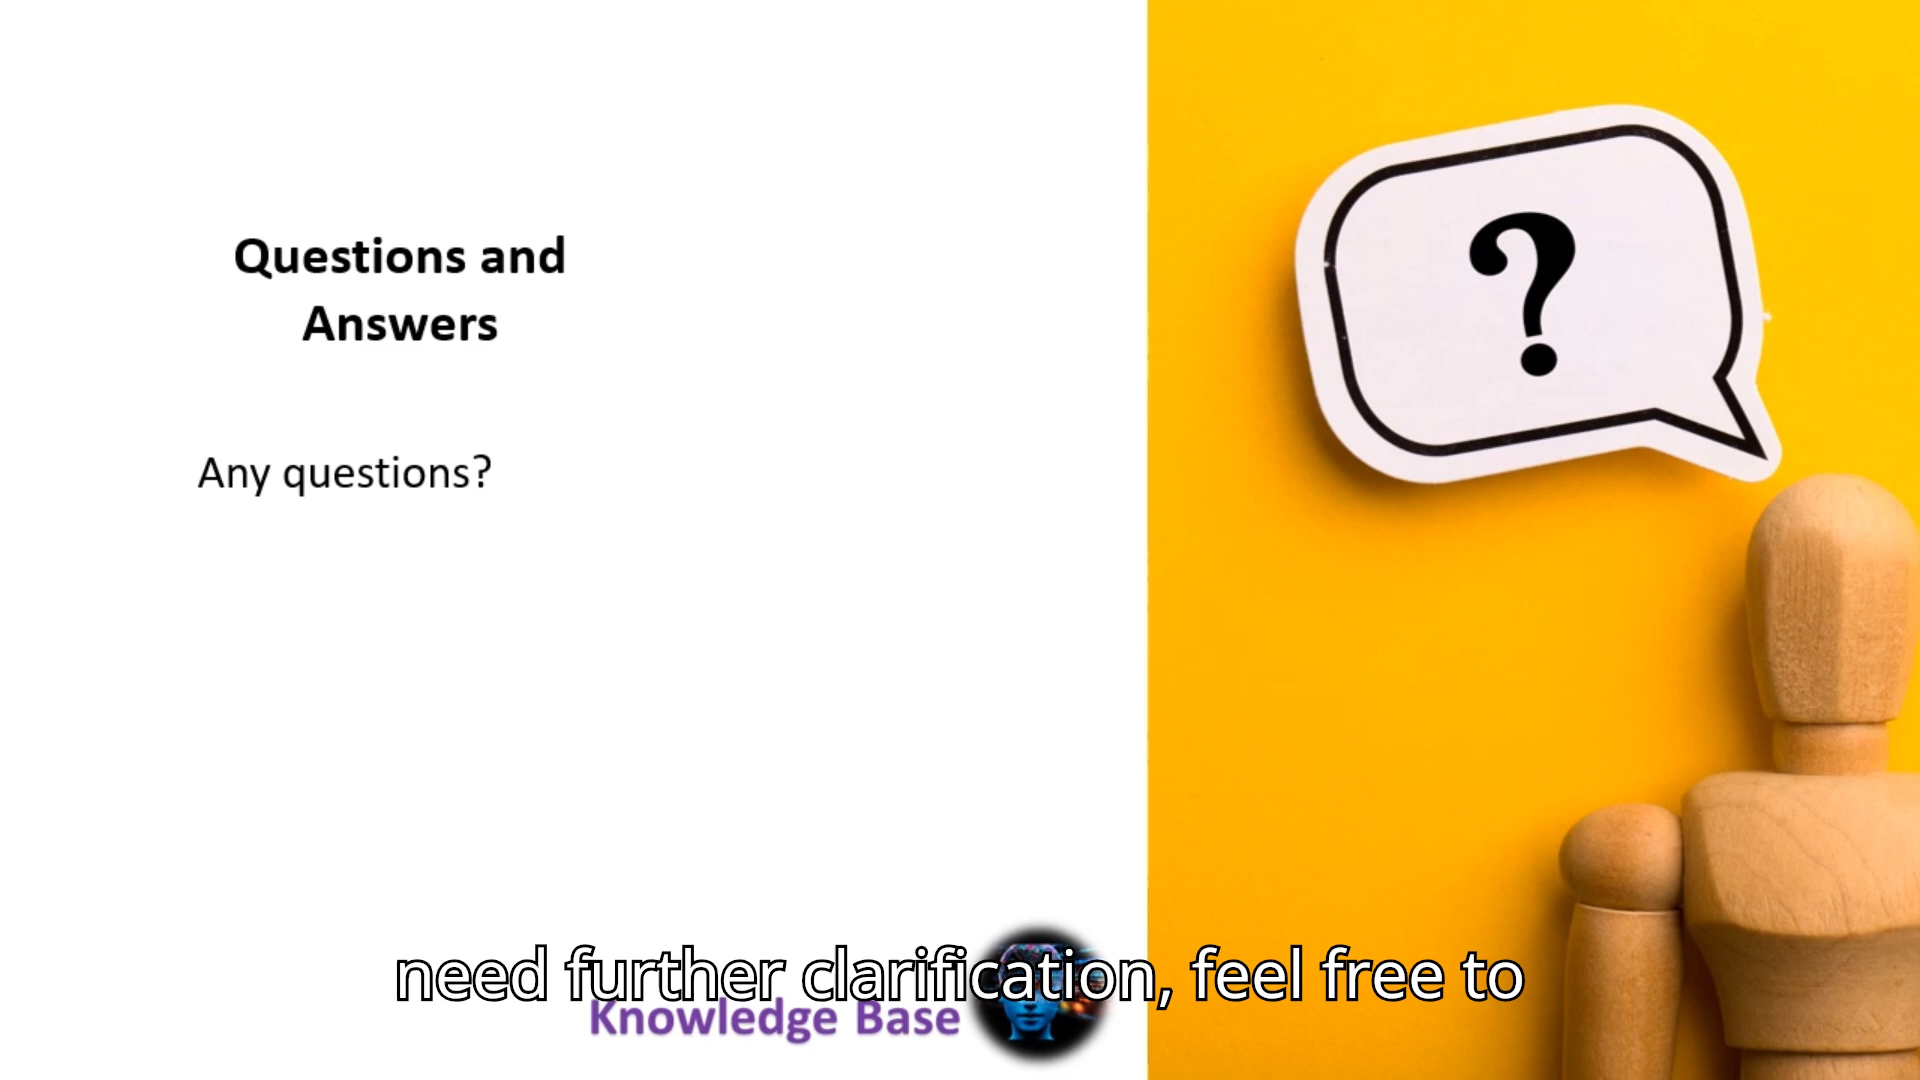 Questions and
Answers
?
Any questions?
need further clarification, feel free to
Knowledge Base